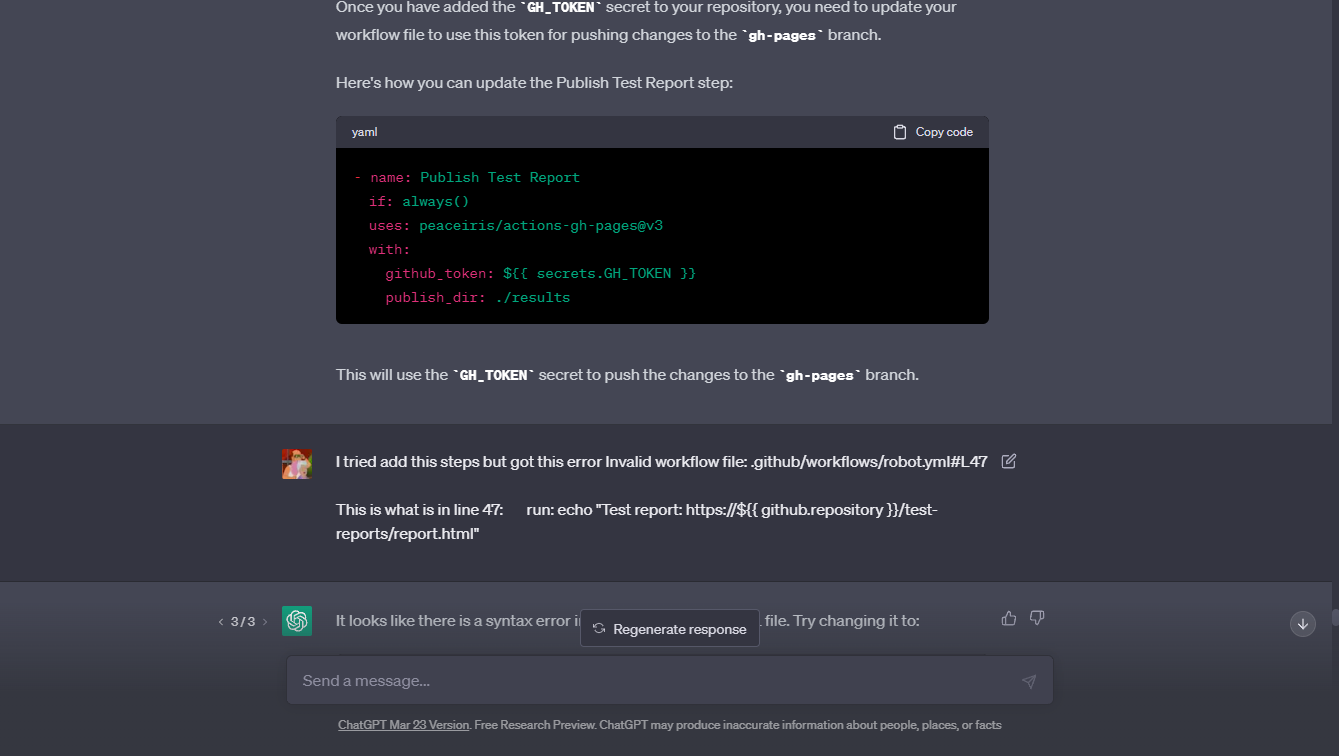 Once you have added the `GH_TOKEN` secret to your repository, you need to update your
workflow file to use this token for pushing changes to the `gh-pages` branch.
Here's how you can update the Publish Test Report step:
yaml
Copy code
- name: Publish Test Report
if: always()
uses: peaceiris/actions-gh-pages@v3
with:
github_token: ${{ secrets.GH_TOKEN }}
publish_dir: ./results
This will use the `GH_TOKEN` secret to push the changes to the `gh-pages` branch.
I tried add this steps but got this error Invalid workflow file: .github/workflows/robot.yml#L47
This is what is in line 47: run: echo "Test report: https://${{ github.repository }}/test-
reports/report.html"
< 3/3 >
It looks like there is a syntax error file. Try changing it to:
Regenerate response
Send a message...
ChatGPT Mar 23 Version. Free Research Preview. ChatGPT may produce inaccurate information about people, places, or facts